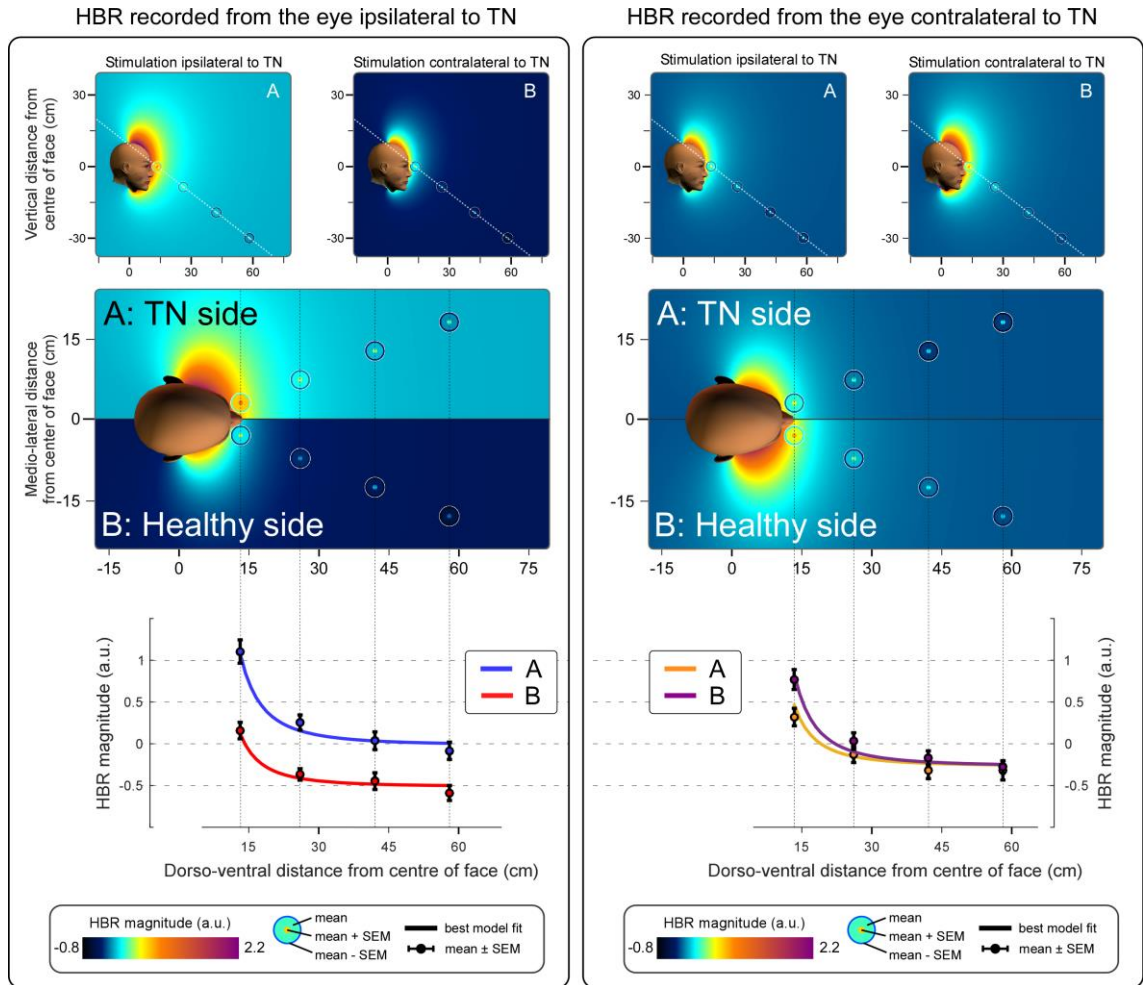 HBR recorded from the eye ipsilateral to TN
Stimulation ipsilateral to TN
Stimulation contralateral to TN
Vertical distance from
centre of face (cm)
30
0
-30
A
0
30
60
30
0
-30
B
0
30
60
Medio-lateral distance
from center of face (cm)
15
0
-15
A: TN side
B: Healthy side
-15
0
15
30
45
60
75
HBR magnitude (a.u.)
1
0.5
0
-0.5
A
B
15
30
45
60
Dorso-ventral distance from centre of face (cm)
HBR magnitude (a.u.)
-0.8
2.2
mean
mean + SEM
mean - SEM
best model fit
mean ± SEM
HBR recorded from the eye contralateral to TN
Stimulation ipsilateral to TN
Stimulation contralateral to TN
30
0
-30
A
0
30
60
30
0
-30
B
0
30
60
15
0
-15
A: TN side
B: Healthy side
-15
0
15
30
45
60
75
A
B
1
0.5
0
-0.5
HBR magnitude (a.u.)
15
30
45
60
Dorso-ventral distance from centre of face (cm)
HBR magnitude (a.u.)
-0.8
2.2
mean
mean + SEM
mean - SEM
best model fit
mean ± SEM